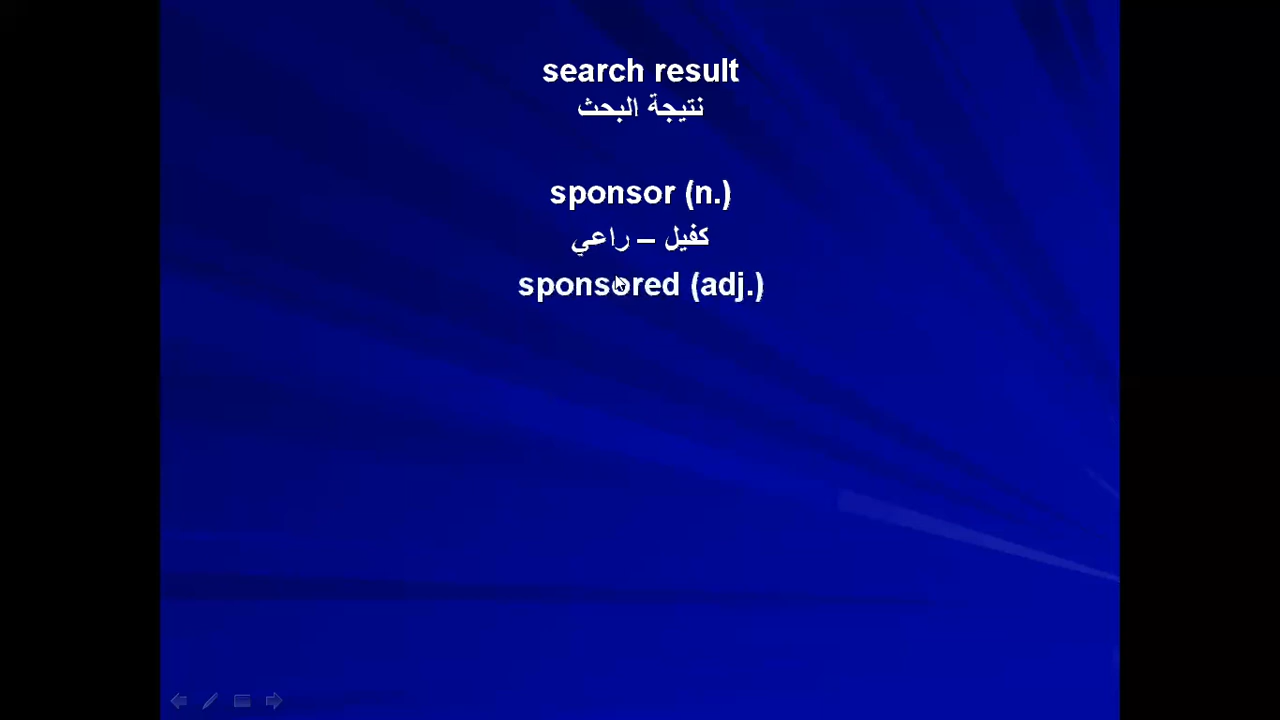 search result
نتيجة البحث
sponsor (n.)
كفيل – راعي
sponsored (adj.)